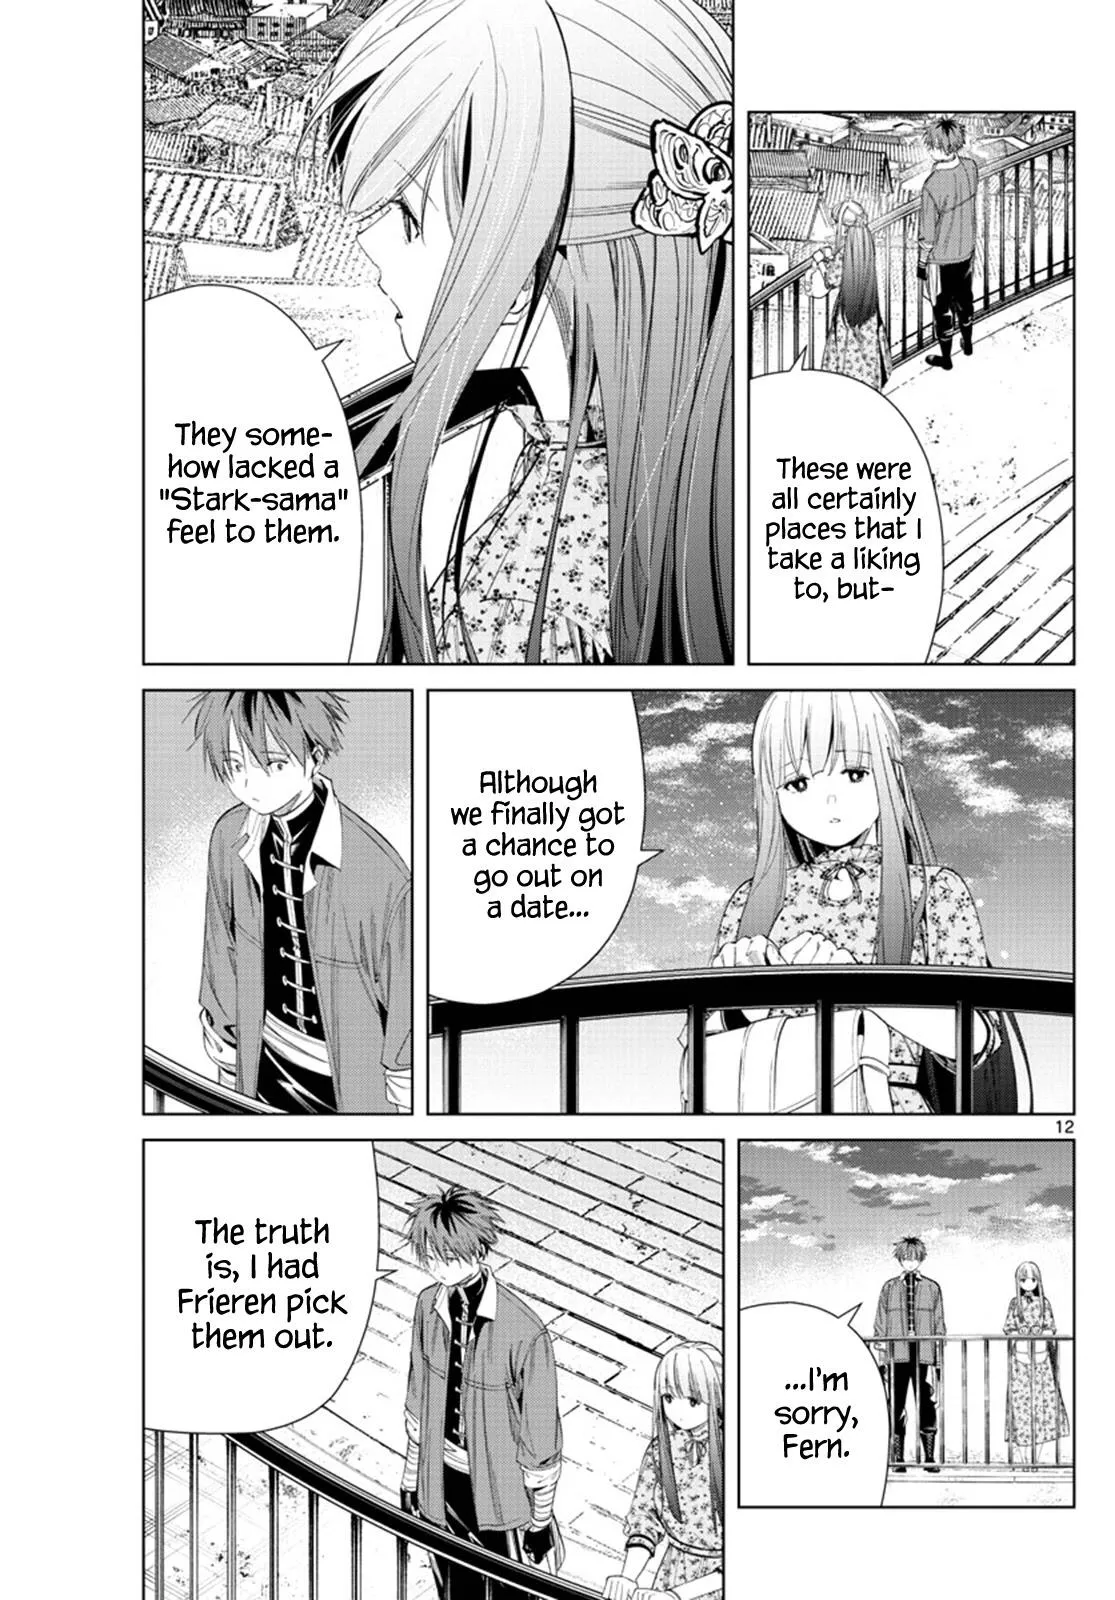 These were
all certainly
places that I
take a liking
to, but-
They some-
how lacked a
"Stark-sama"
feel to them.
Although
we finally got
a chance to
go out on
a date...
12
...I'm
sorry,
Fern.
The truth
is, I had
Frieren pick
them out.